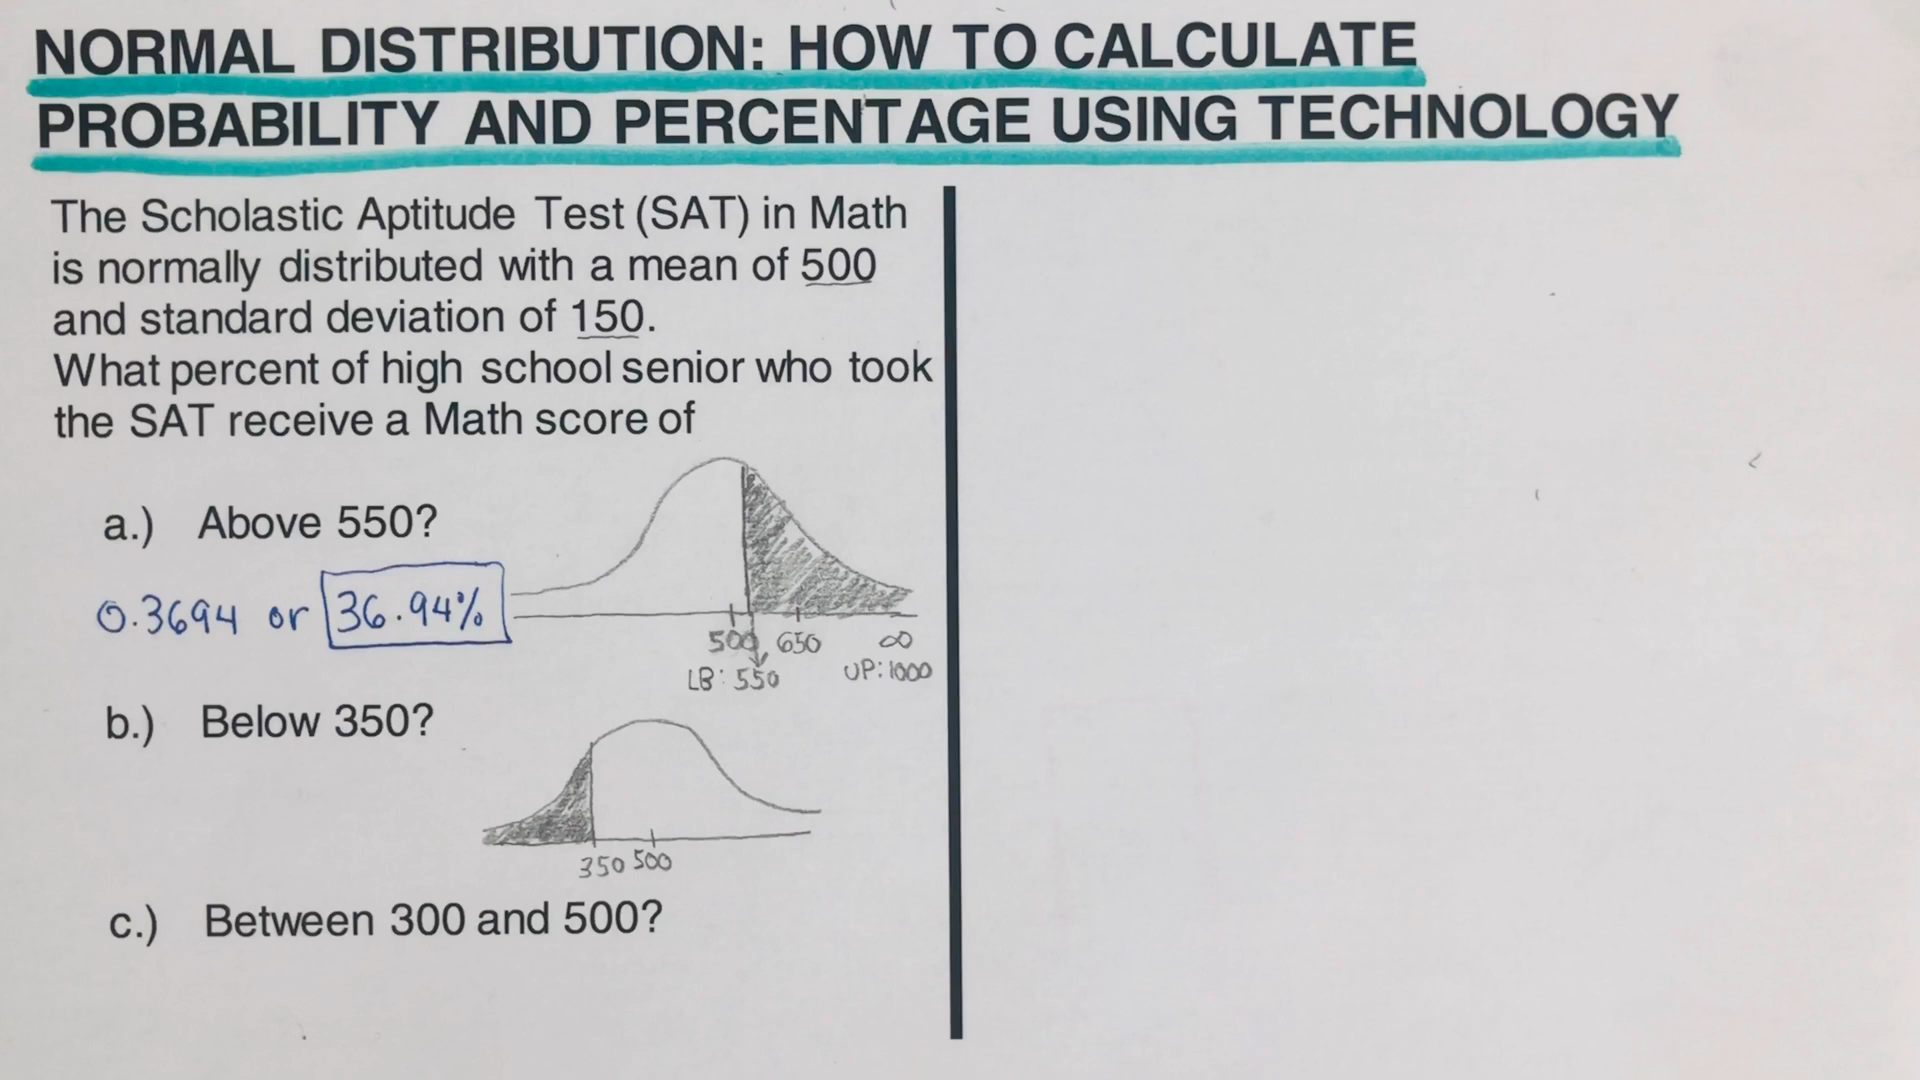 NORMAL DISTRIBUTION: HOW TO CALCULATE
PROBABILITY AND PERCENTAGE USING TECHNOLOGY
The Scholastic Aptitude Test (SAT) in Math
is normally distributed with a mean of 500
and standard deviation of 150.
What percent of high school senior who took
the SAT receive a Math score of
a.) Above 550?
0.3694 or 36.94%
500 650 ∞
LB: 550 UP: 1000
b.) Below 350?
350 500
c.) Between 300 and 500?